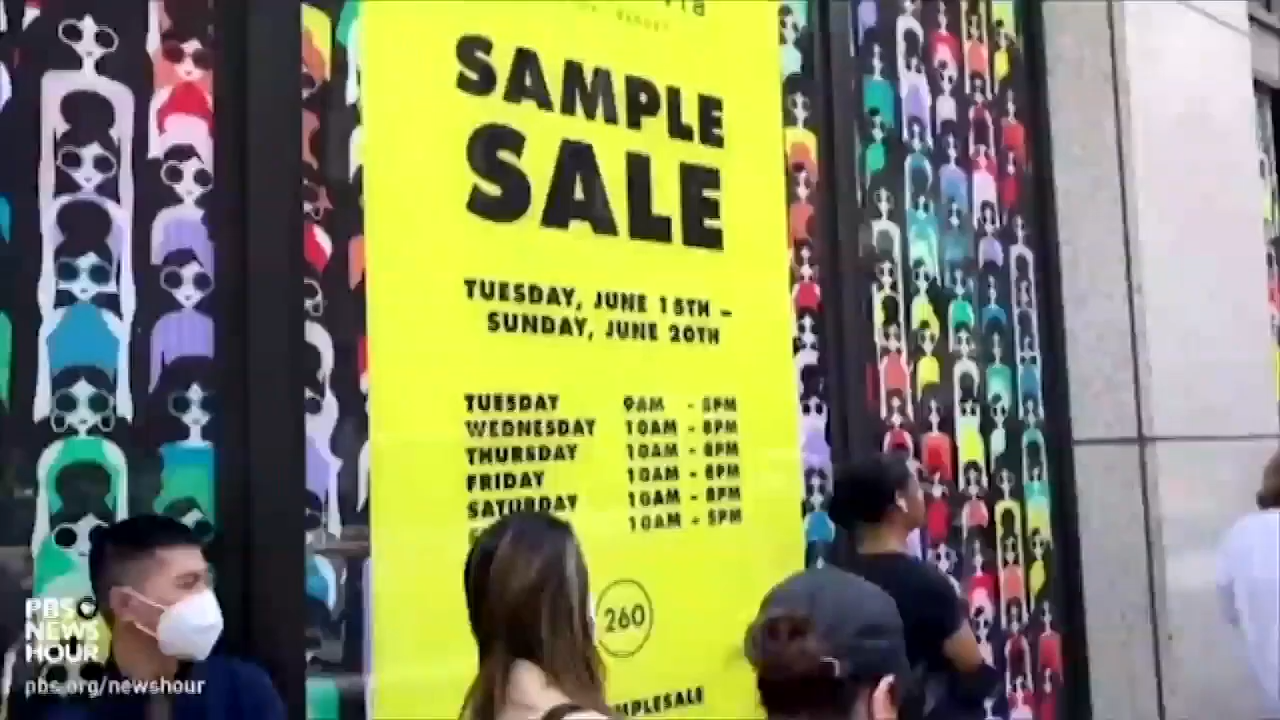 SAMPLE
SALE
TUESDAY, JUNE 15TH –
SUNDAY, JUNE 20TH
TUESDAY 9AM - 8PM
WEDNESDAY 10AM - 8PM
THURSDAY 10AM - 8PM
FRIDAY 10AM - 8PM
SATURDAY 10AM - 8PM
10AM - 5PM
260
PBS
NEWS
HOUR
pbs.org/newshour